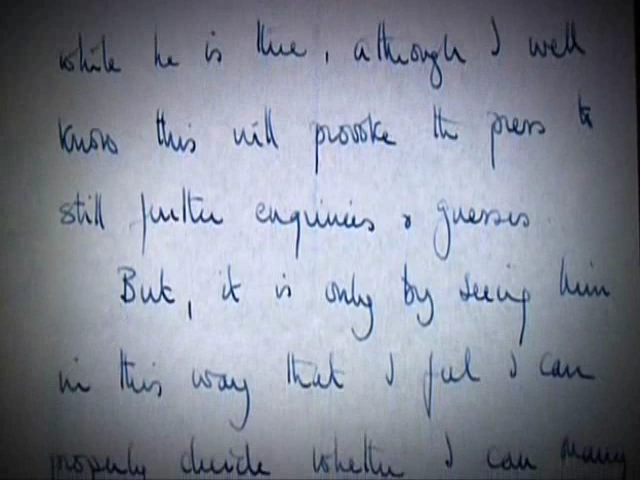 while he is there, although I well
know this will provoke the press to
still further enquiries & guesses.
But, it is only by seeing him
in this way that I feel I can
properly decide whether I can marry